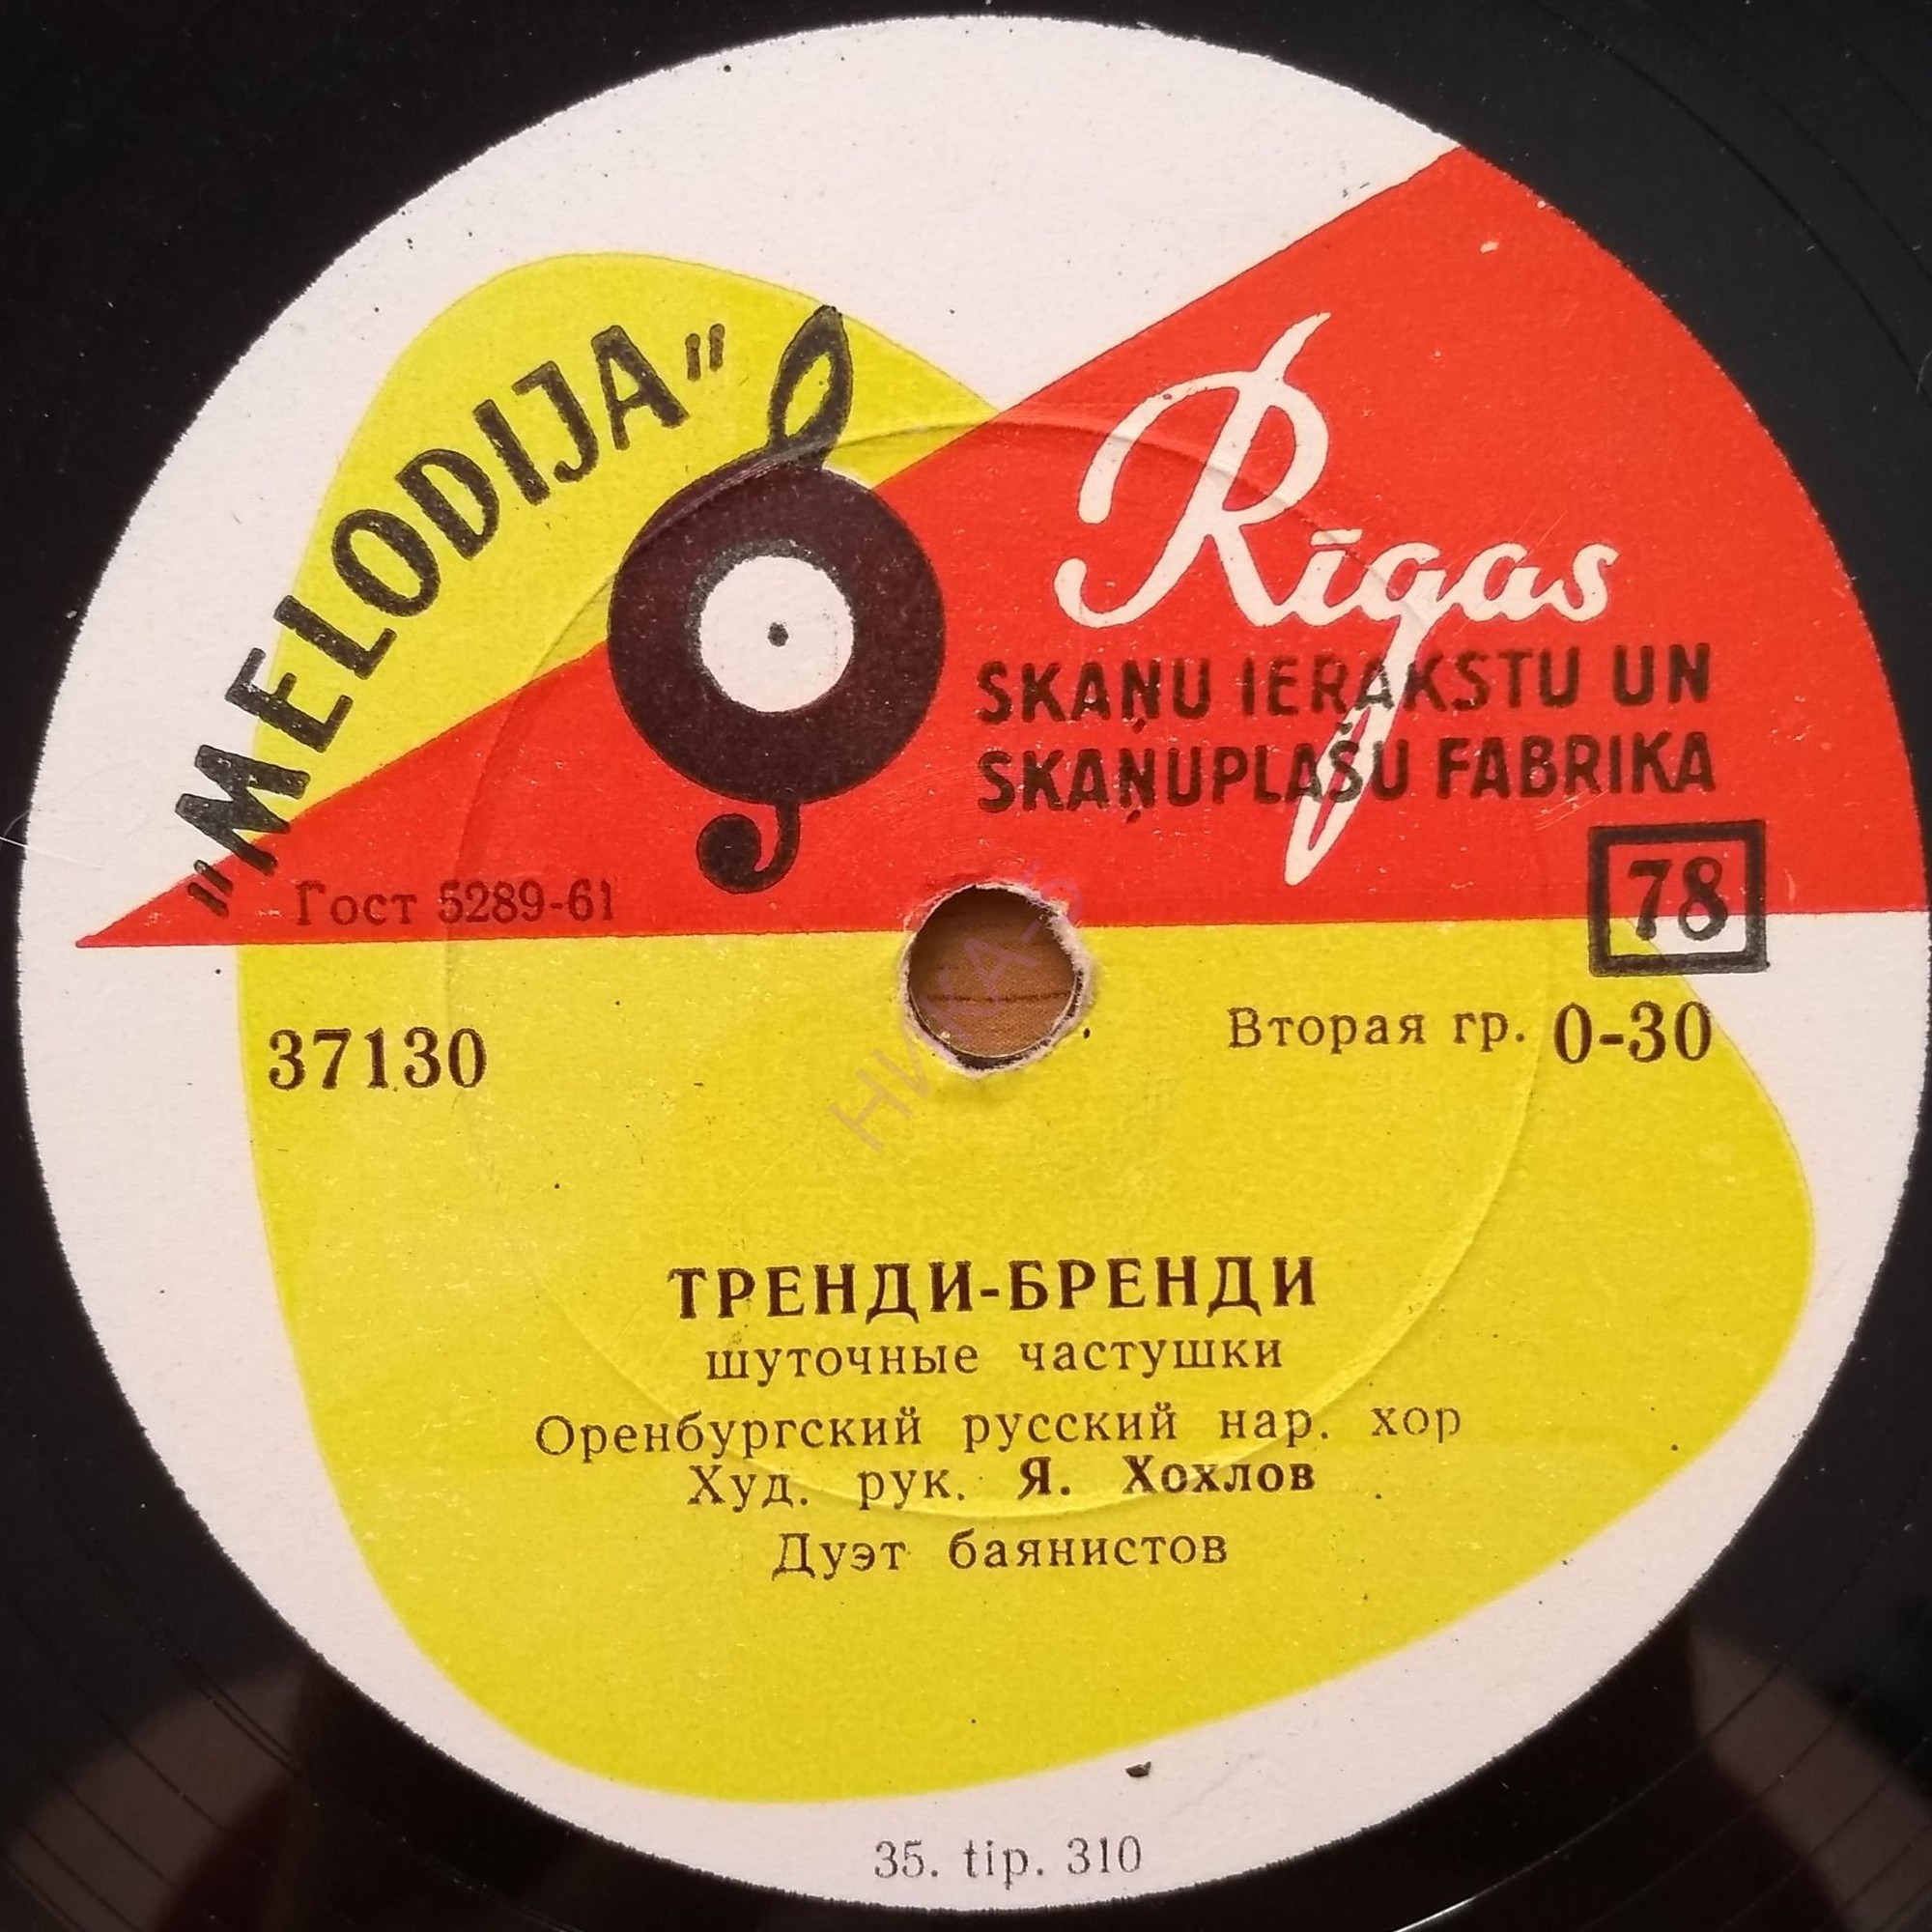 "MELODIJA"
Rīgas
SKAŅU IERAKSTU UN
SKAŅUPLAŠU FABRIKA
78
Гост 5289-61
37130
Вторая гр. 0-30
ТРЕНДИ-БРЕНДИ
шуточные частушки
Оренбургский русский нар. хор
Худ. рук. Я. Хохлов
Дуэт баянистов
35. tip. 310